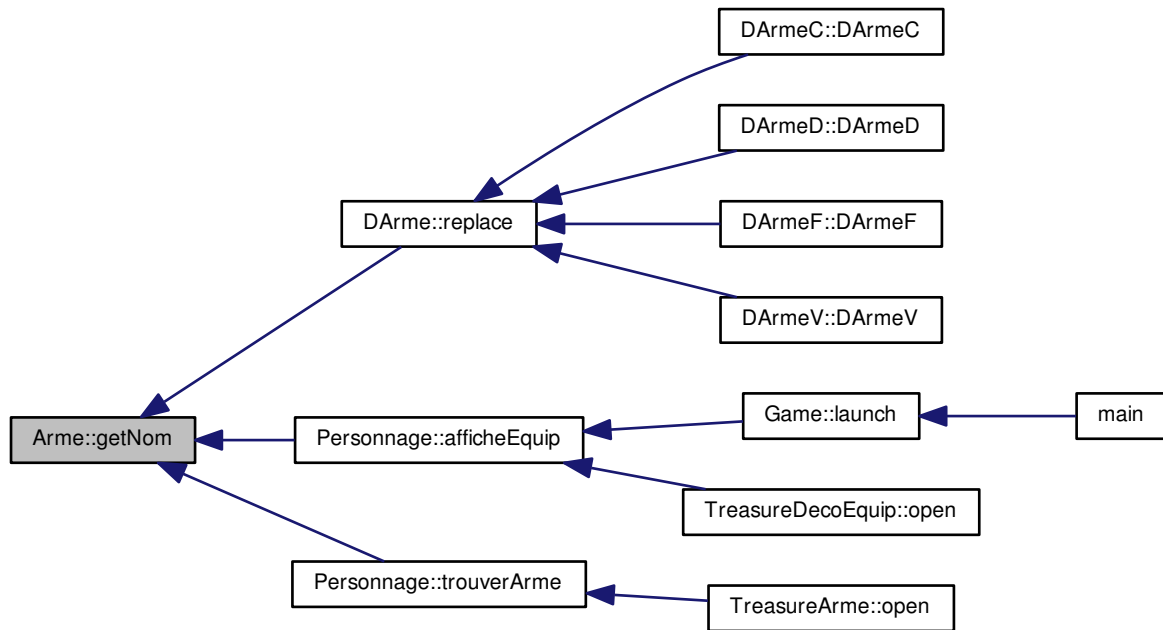 DArmeC::DArmeC
DArmeD::DArmeD
DArme::replace
DArmeF::DArmeF
DArmeV::DArmeV
Game::launch
main
Arme::getNom
Personnage::afficheEquip
TreasureDecoEquip::open
Personnage::trouverArme
TreasureArme::open